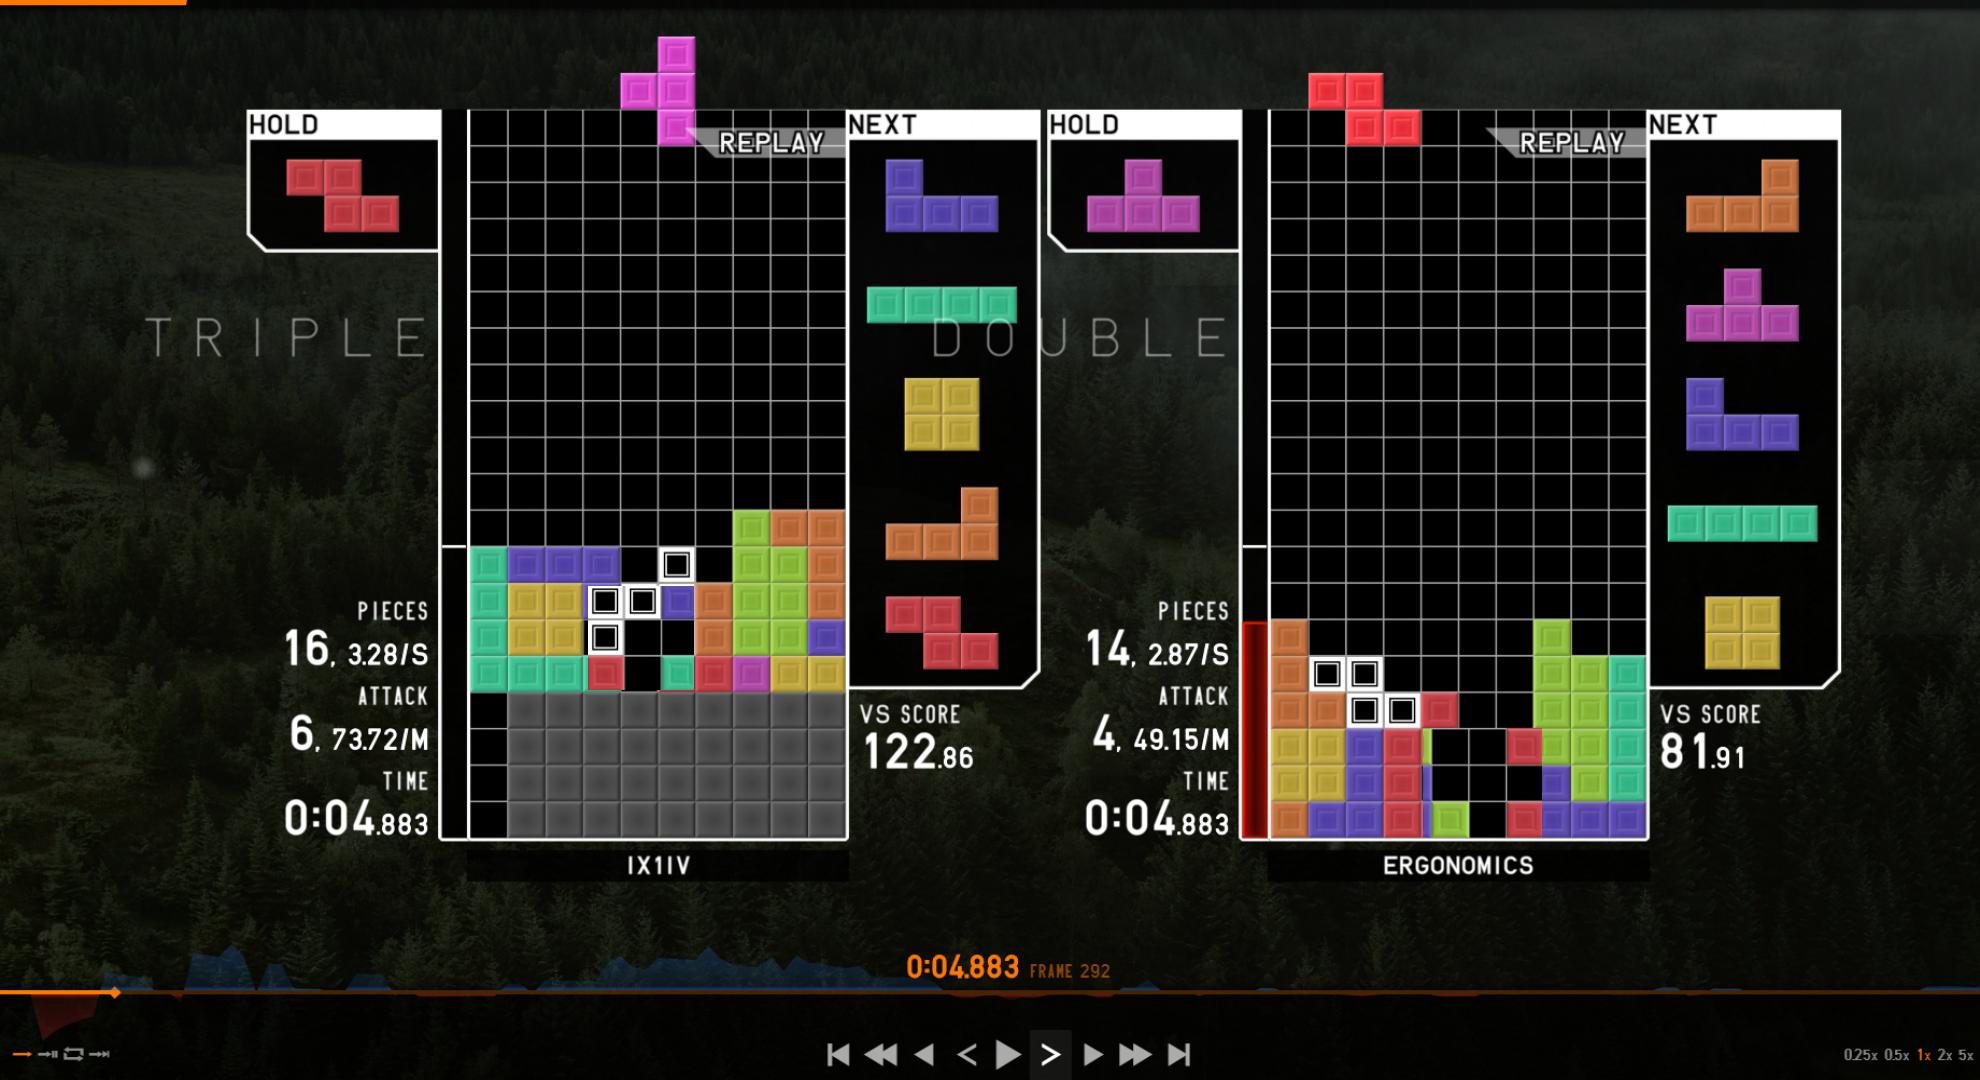 HOLD
REPLAY
NEXT
HOLD
REPLAY
NEXT
TRIPLE
DOUBLE
PIECES
16, 3.28/S
ATTACK
6, 73.72/M
TIME
0:04.883
VS SCORE
122.86
PIECES
14, 2.87/S
ATTACK
4, 49.15/M
TIME
0:04.883
VS SCORE
81.91
IX1IV
ERGONOMICS
0:04.883 FRAME 292
0.25x 0.5x 1x 2x 5x